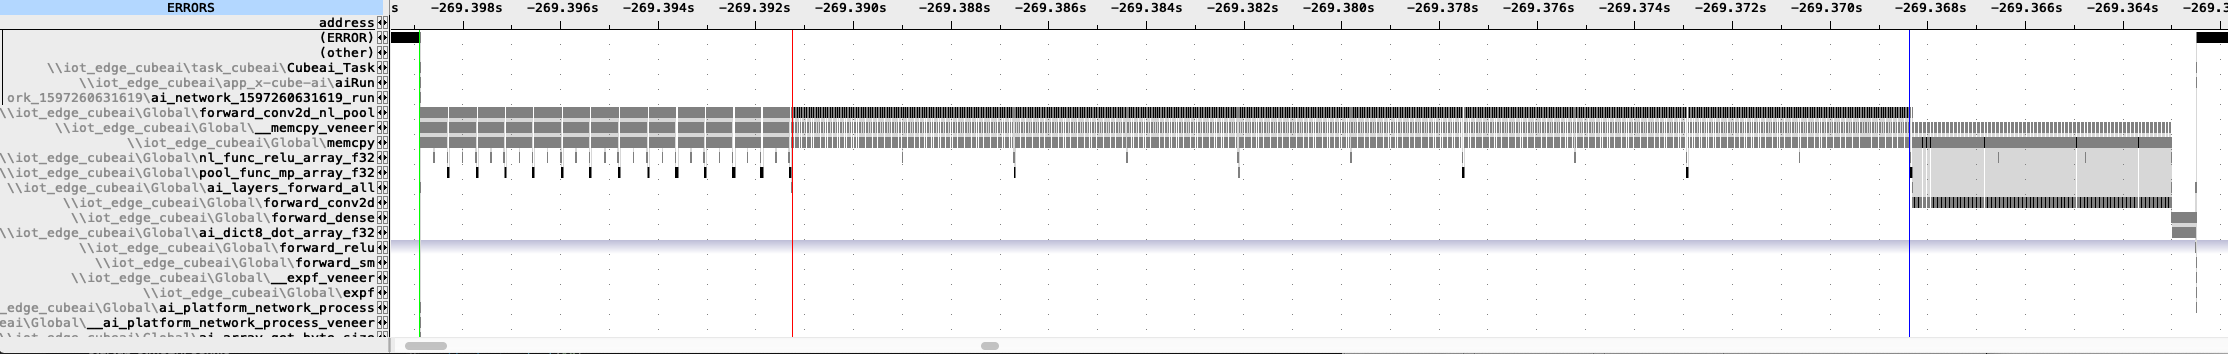 ERRORS
s -269.398s -269.396s -269.394s -269.392s -269.390s -269.388s -269.386s -269.384s -269.382s -269.380s -269.378s -269.376s -269.374s -269.372s -269.370s -269.368s -269.366s -269.364s -269.3
address
(ERROR)
(other)
\\iot_edge_cubeai\task_cubeai\Cubeai_Task
\\iot_edge_cubeai\app_x-cube-ai\aiRun
ork_1597260631619\ai_network_1597260631619_run
\\iot_edge_cubeai\Global\forward_conv2d_nl_pool
\\iot_edge_cubeai\Global\__memcpy_veneer
\\iot_edge_cubeai\Global\memcpy
\\iot_edge_cubeai\Global\nl_func_relu_array_f32
\\iot_edge_cubeai\Global\pool_func_mp_array_f32
\\iot_edge_cubeai\Global\ai_layers_forward_all
\\iot_edge_cubeai\Global\forward_conv2d
\\iot_edge_cubeai\Global\forward_dense
\\iot_edge_cubeai\Global\ai_dict8_dot_array_f32
\\iot_edge_cubeai\Global\forward_relu
\\iot_edge_cubeai\Global\forward_sm
\\iot_edge_cubeai\Global\__expf_veneer
\\iot_edge_cubeai\Global\expf
_edge_cubeai\Global\ai_platform_network_process
eai\Global\__ai_platform_network_process_veneer